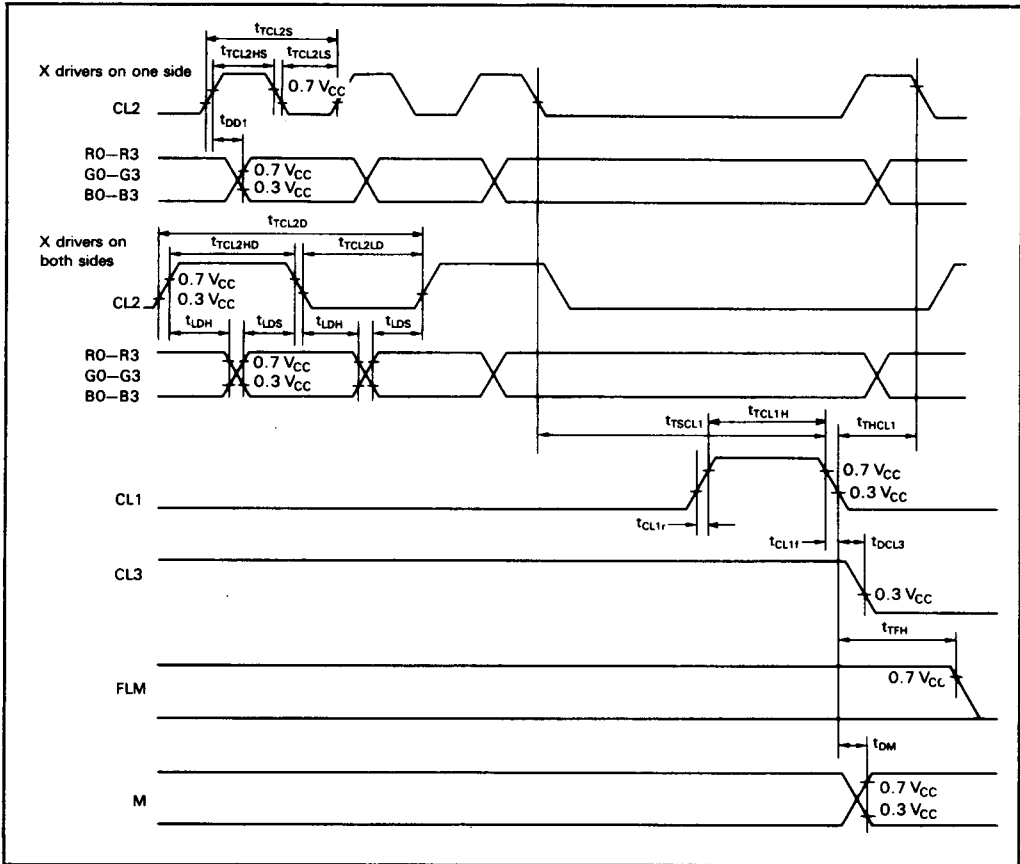 tTCL2S
tTCL2HS tTCL2LS
X drivers on one side
0.7 VCC
CL2
tDD1
R0—R3
G0—G3
B0—B3
0.7 VCC
0.3 VCC
tTCL2D
X drivers on
both sides
tTCL2HD tTCL2LD
0.7 VCC
0.3 VCC
CL2
tLDH tLDS tLDH tLDS
R0—R3
G0—G3
B0—B3
0.7 VCC
0.3 VCC
tTSCL1 tTCL1H tTHCL1
CL1
0.7 VCC
0.3 VCC
tCL1r tCL1f tDCL3
CL3
0.3 VCC
tTFH
FLM
0.7 VCC
tDM
M
0.7 VCC
0.3 VCC